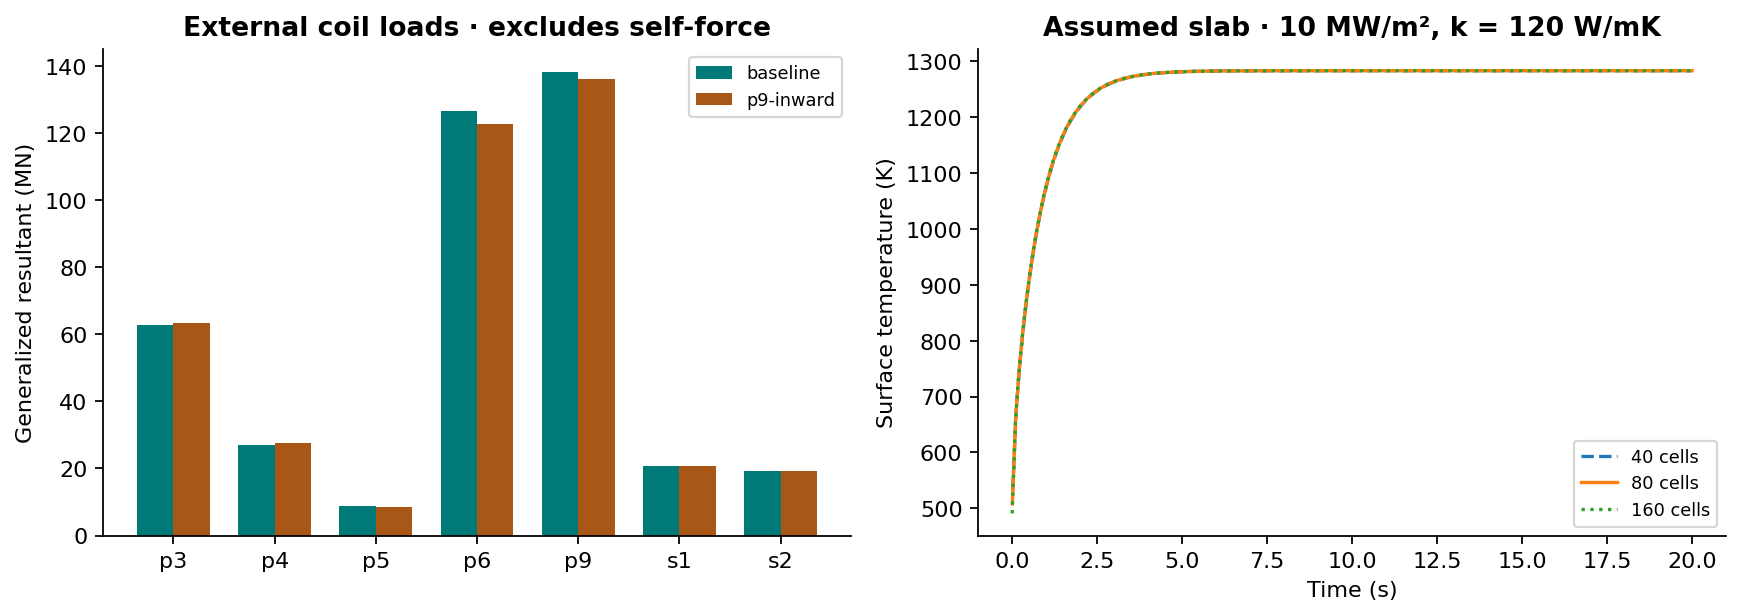 External coil loads · excludes self-force
Generalized resultant (MN)
140
120
100
80
60
40
20
0
p3
p4
p5
p6
p9
s1
s2
baseline
p9-inward
Assumed slab · 10 MW/m², k = 120 W/mK
Surface temperature (K)
1300
1200
1100
1000
900
800
700
600
500
0.0
2.5
5.0
7.5
10.0
12.5
15.0
17.5
20.0
Time (s)
40 cells
80 cells
160 cells